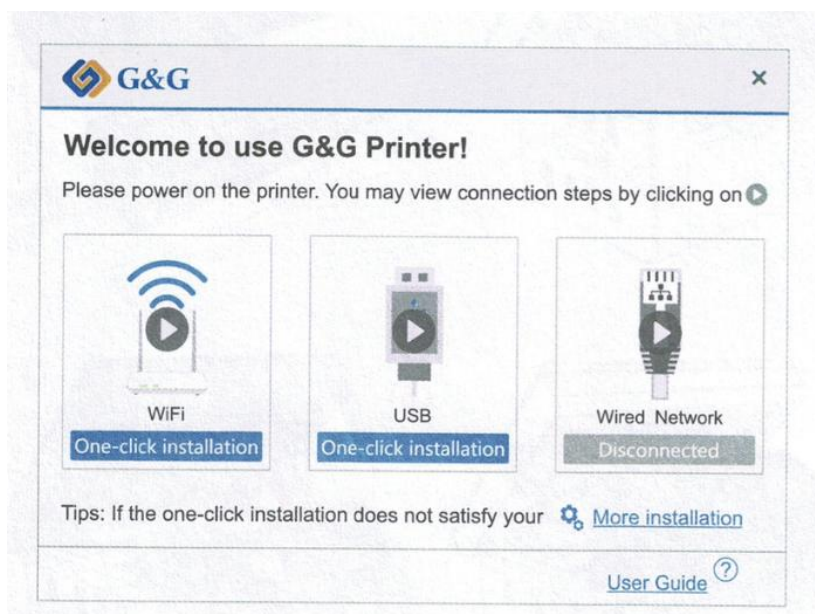 G&G
Welcome to use G&G Printer!
Please power on the printer. You may view connection steps by clicking on
WiFi
One-click installation
USB
One-click installation
Wired Network
Disconnected
Tips: If the one-click installation does not satisfy your
More installation
User Guide ?